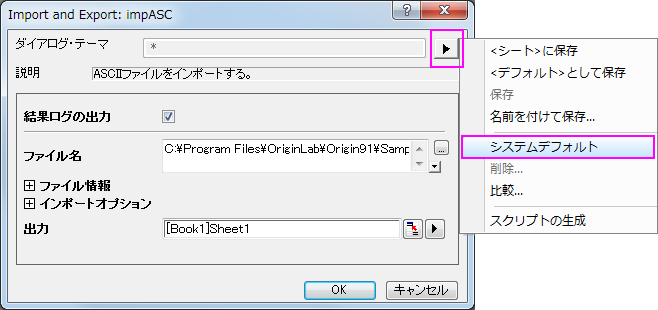 Import and Export: impASC
ダイアログ・テーマ
*
説明
ASCIIファイルをインポートする。
結果ログの出力
ファイル名
C:¥Program Files¥OriginLab¥Origin91¥Samp
...
ファイル情報
インポートオプション
出力
[Book1]Sheet1
OK
キャンセル
<シート>に保存
<デフォルト>として保存
保存
名前を付けて保存...
システムデフォルト
削除...
比較...
スクリプトの生成